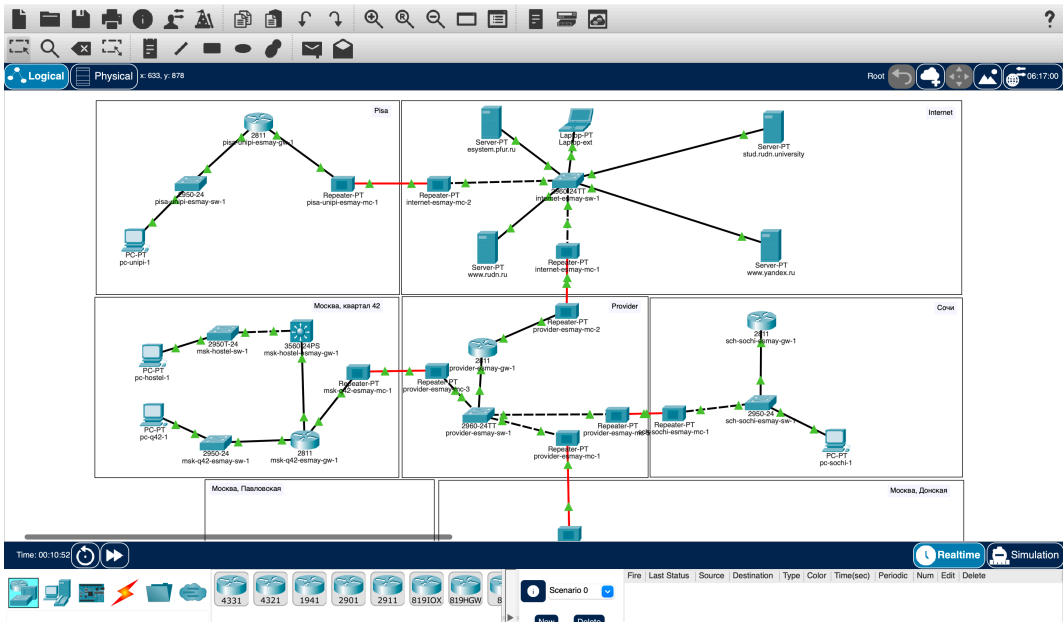 Logical
Physical
x: 633, y: 878
Root
06:17:00
Pisa
2811
pisa-unipi-esmay-gw-1
2950-24
pisa-unipi-esmay-sw-1
PC-PT
pc-unipi-1
Repeater-PT
pisa-unipi-esmay-mc-1
Repeater-PT
internet-esmay-mc-2
Internet
Server-PT
esystem.pfur.ru
Laptop-PT
Laptop-ext
Server-PT
stud.rudn.university
2960-24TT
internet-esmay-sw-1
Server-PT
www.rudn.ru
Repeater-PT
internet-esmay-mc-1
Server-PT
www.yandex.ru
Москва, квартал 42
2950T-24
msk-hostel-sw-1
3560-24PS
msk-hostel-esmay-gw-1
PC-PT
pc-hostel-1
Repeater-PT
msk-q42-esmay-mc-1
PC-PT
pc-q42-1
2950-24
msk-q42-esmay-sw-1
2811
msk-q42-esmay-gw-1
Provider
Repeater-PT
provider-esmay-mc-2
2811
provider-esmay-gw-1
Repeater-PT
provider-esmay-mc-3
2960-24TT
provider-esmay-sw-1
Repeater-PT
Repeater-PT
provider-esmay-mc-1
Сочи
2811
sch-sochi-esmay-gw-1
Repeater-PT
sch-sochi-esmay-mc-1
2950-24
sch-sochi-esmay-sw-1
PC-PT
pc-sochi-1
Москва, Павловская
Москва, Донская
Time: 00:10:52
Realtime
Simulation
4331
4321
1941
2901
2911
819IOX
819HGW
Scenario 0
New
Delete
Fire
Last Status
Source
Destination
Type
Color
Time(sec)
Periodic
Num
Edit
Delete